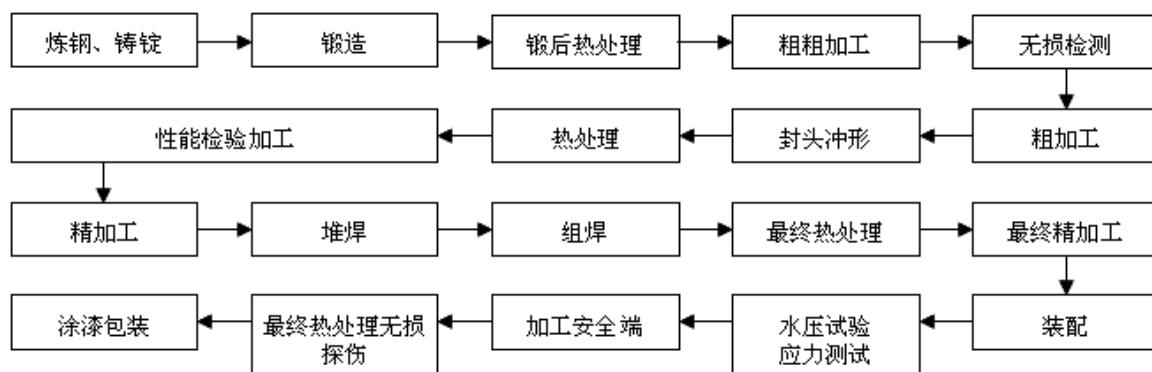 炼钢、铸锭
锻造
锻后热处理
粗粗加工
无损检测
性能检验加工
热处理
封头冲形
粗加工
精加工
堆焊
组焊
最终热处理
最终精加工
涂漆包装
最终热处理无损
探伤
加工安全端
水压试验
应力测试
装配